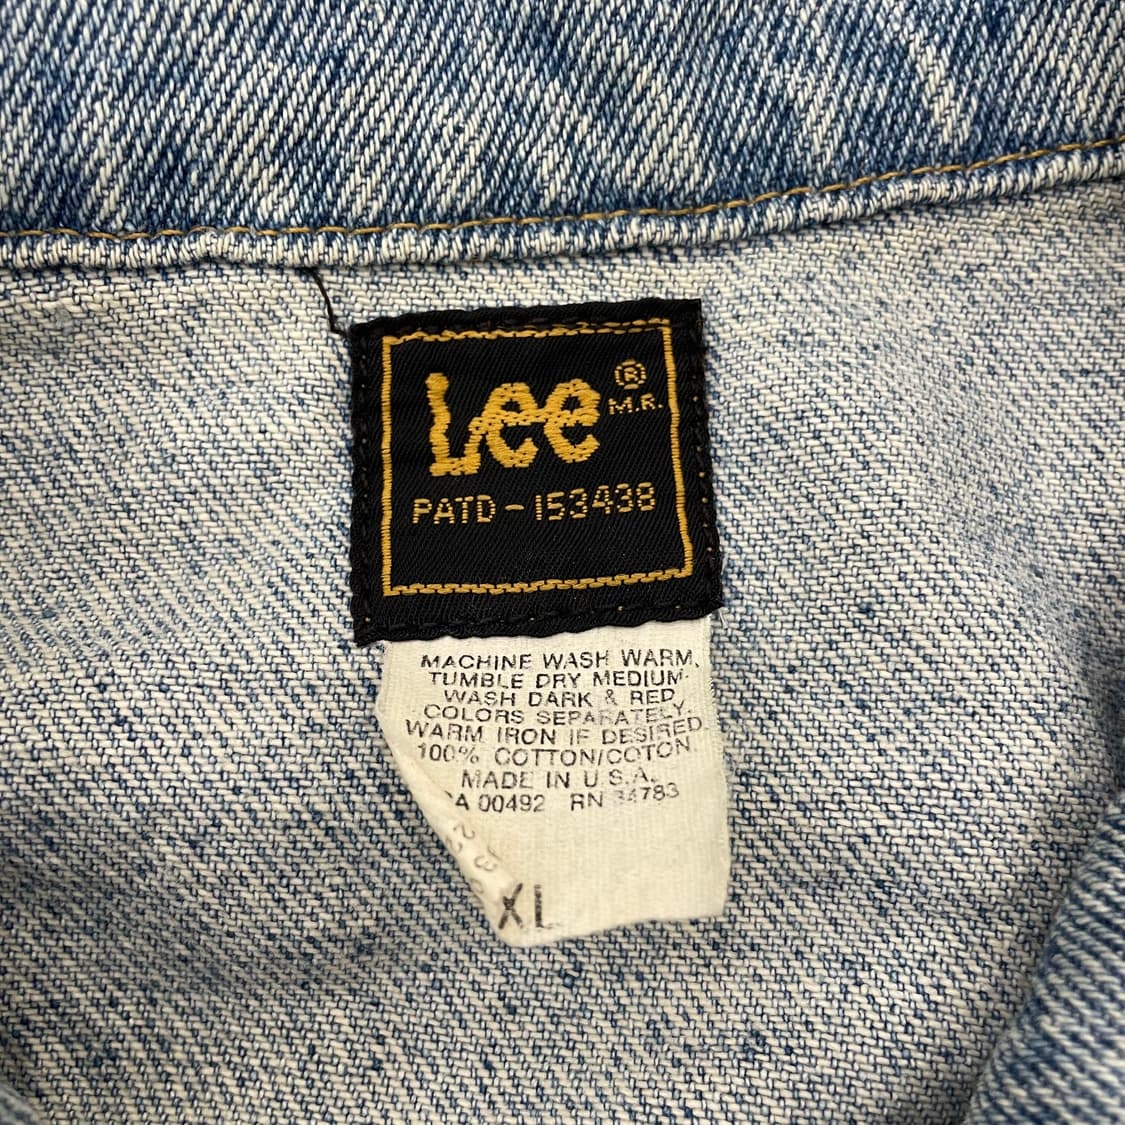 Lee ®
M.R.
PATD-153438
MACHINE WASH WARM,
TUMBLE DRY MEDIUM.
WASH DARK & RED
COLORS SEPARATELY.
WARM IRON IF DESIRED.
100% COTTON/COTON
MADE IN U.S.A.
00492 RN 34783
XL